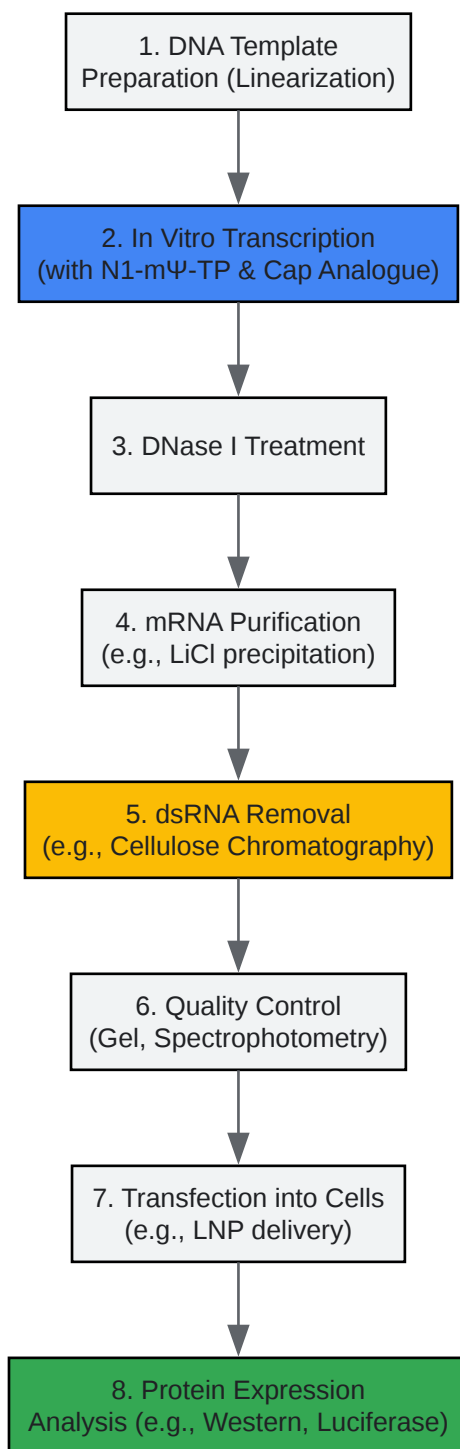 1. DNA Template
Preparation (Linearization)
2. In Vitro Transcription
(with N1-mΨ-TP & Cap Analogue)
3. DNase I Treatment
4. mRNA Purification
(e.g., LiCl precipitation)
5. dsRNA Removal
(e.g., Cellulose Chromatography)
6. Quality Control
(Gel, Spectrophotometry)
7. Transfection into Cells
(e.g., LNP delivery)
8. Protein Expression
Analysis (e.g., Western, Luciferase)